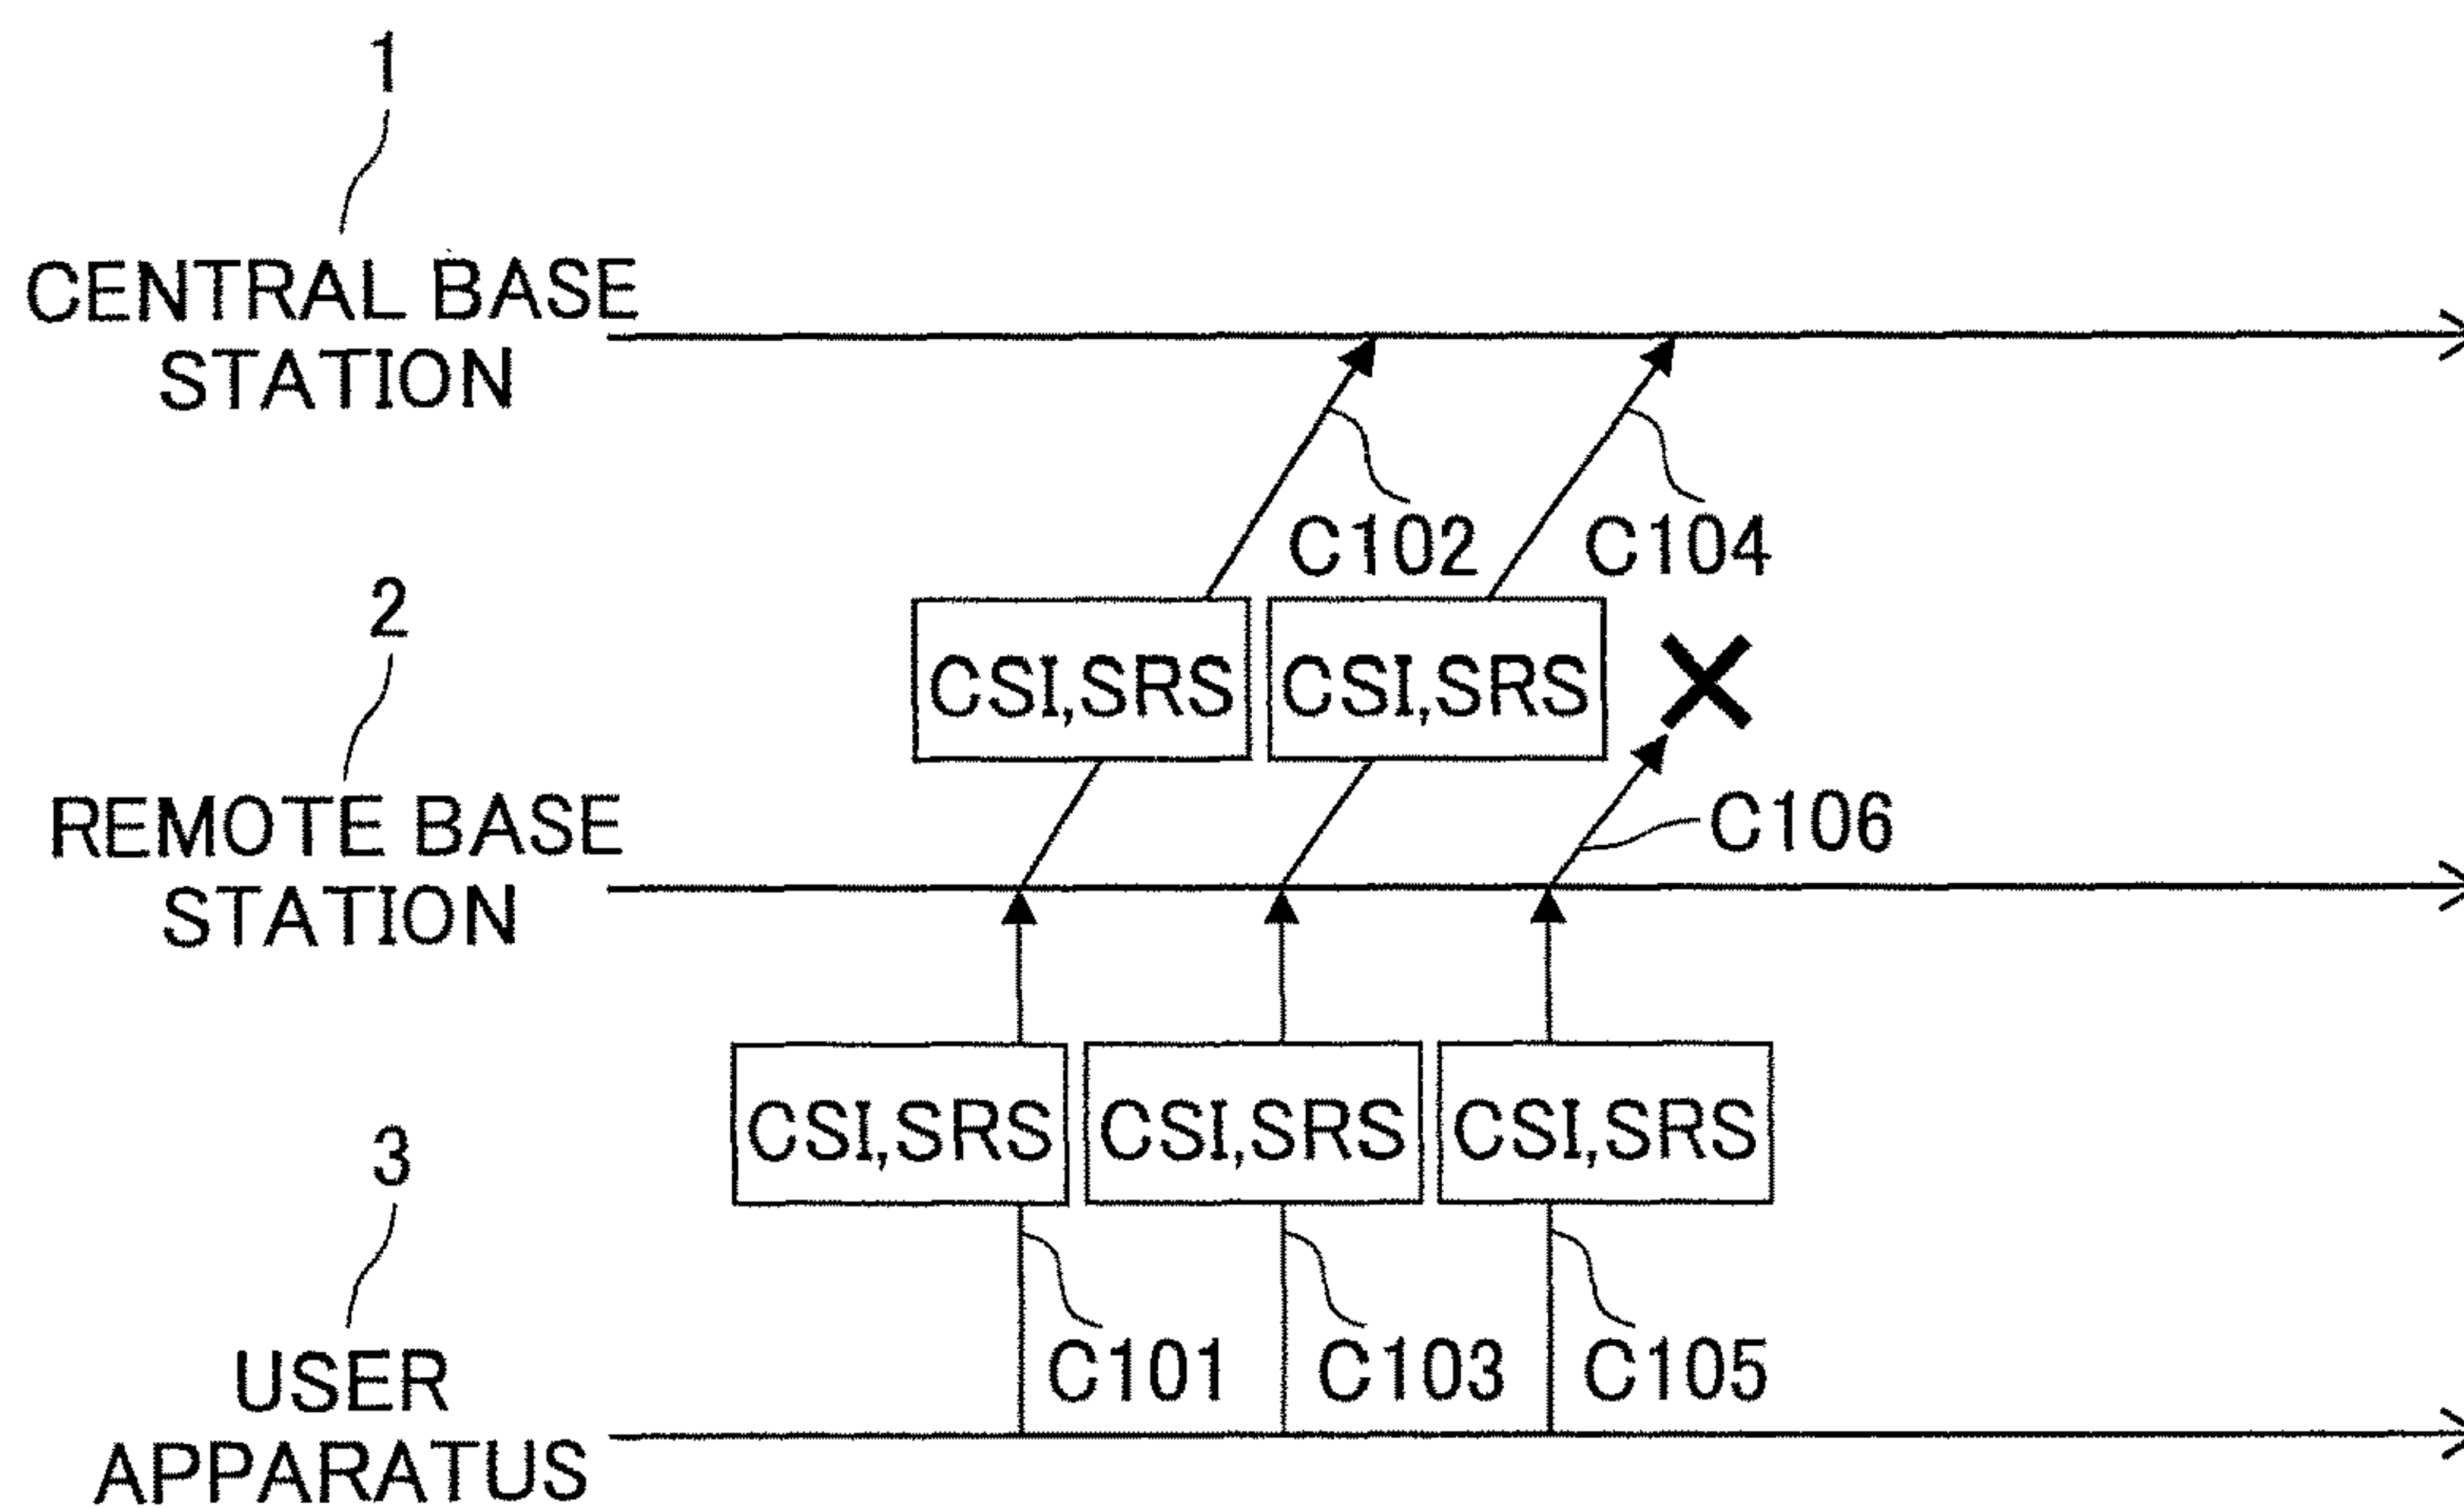 1
CENTRAL BASE
STATION
C102 C104
2
CSI,SRS CSI,SRS
REMOTE BASE
STATION
C106
3
CSI,SRS CSI,SRS CSI,SRS
USER
APPARATUS
C101 C103 C105